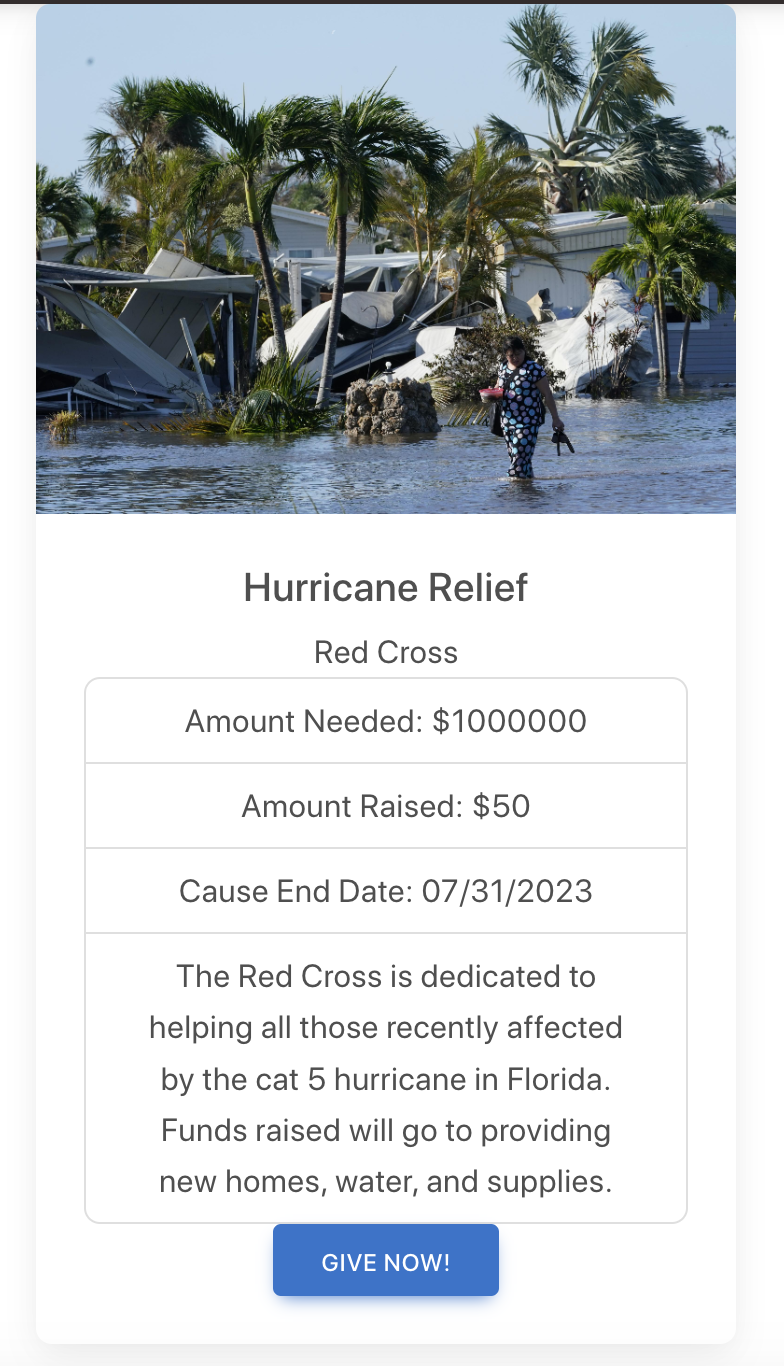 Hurricane Relief
Red Cross
Amount Needed: $1000000
Amount Raised: $50
Cause End Date: 07/31/2023
The Red Cross is dedicated to
helping all those recently affected
by the cat 5 hurricane in Florida.
Funds raised will go to providing
new homes, water, and supplies.
GIVE NOW!